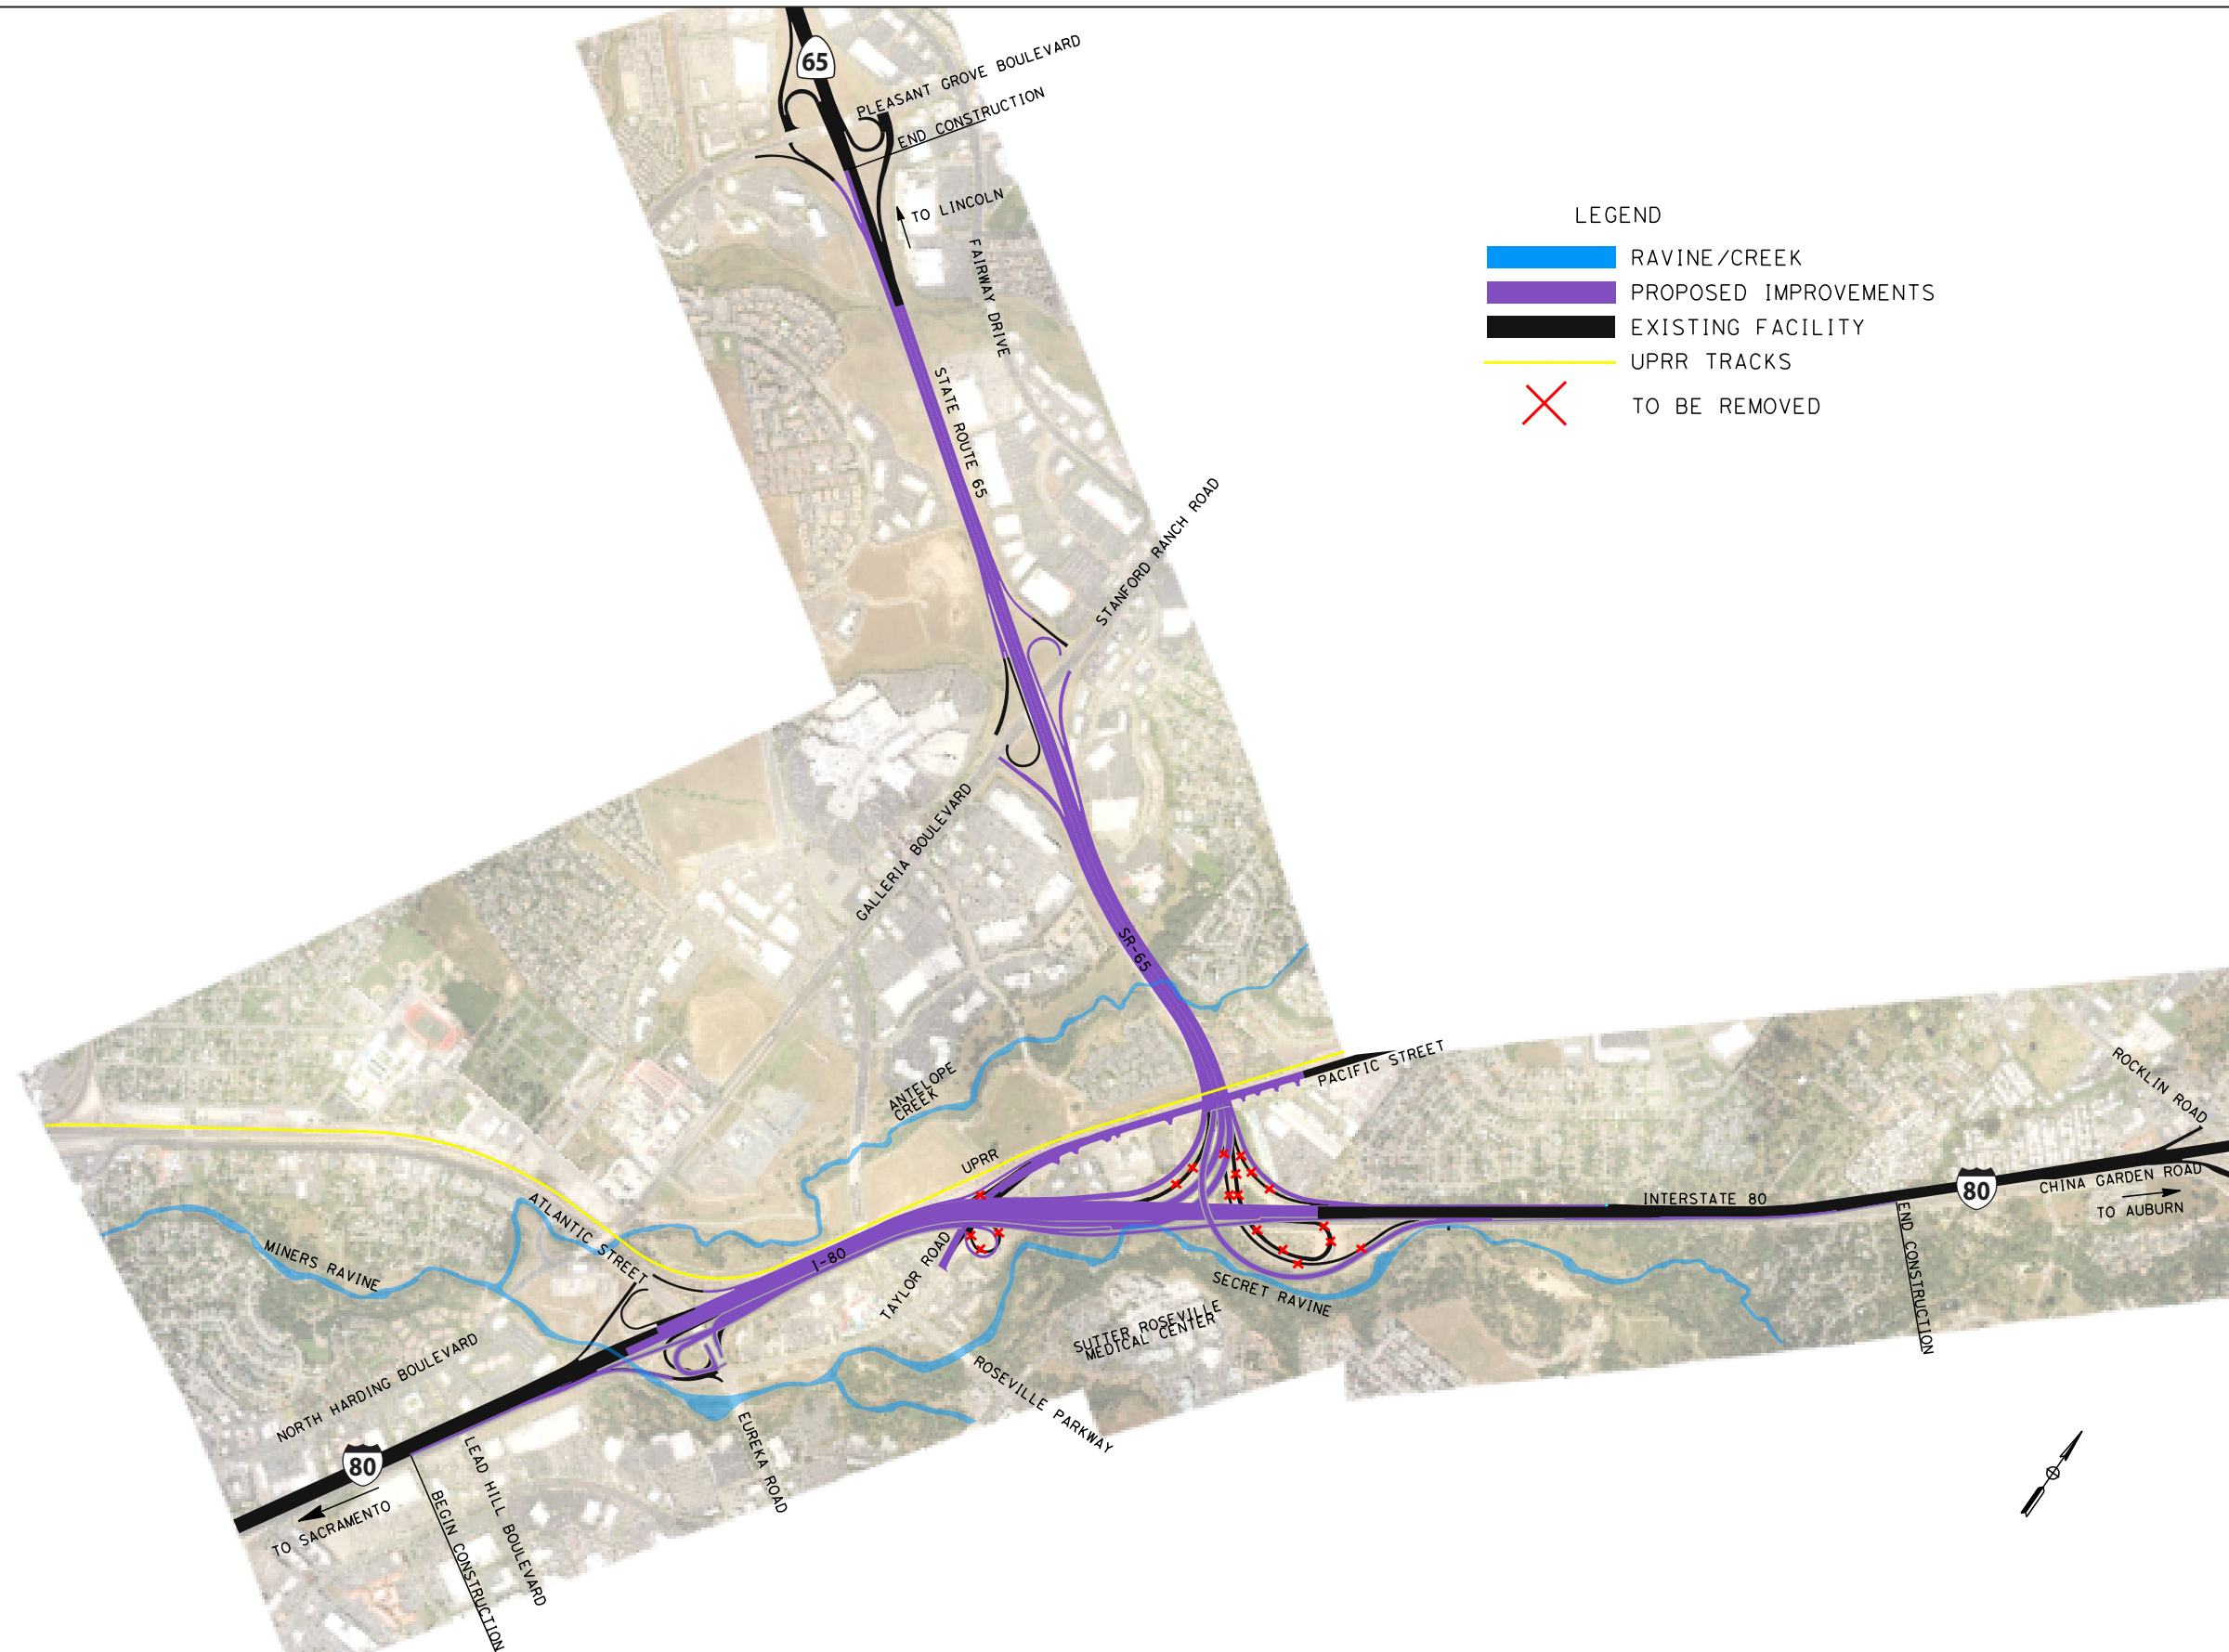 65
PLEASANT GROVE BOULEVARD
END CONSTRUCTION
TO LINCOLN
FAIRWAY DRIVE
LEGEND
RAVINE/CREEK
PROPOSED IMPROVEMENTS
EXISTING FACILITY
UPRR TRACKS
TO BE REMOVED
STATE ROUTE 65
STANFORD RANCH ROAD
GALLERIA BOULEVARD
SR-65
PACIFIC STREET
ROCKLIN ROAD
ANTELOPE
CREEK
UPRR
CHINA GARDEN ROAD
80
TO AUBURN
INTERSTATE 80
END CONSTRUCTION
ATLANTIC STREET
MINERS RAVINE
I-80
TAYLOR ROAD
SECRET RAVINE
SUTTER ROSEVILLE
MEDICAL CENTER
ROSEVILLE PARKWAY
NORTH HARDING BOULEVARD
EUREKA ROAD
80
LEAD HILL BOULEVARD
BEGIN CONSTRUCTION
TO SACRAMENTO